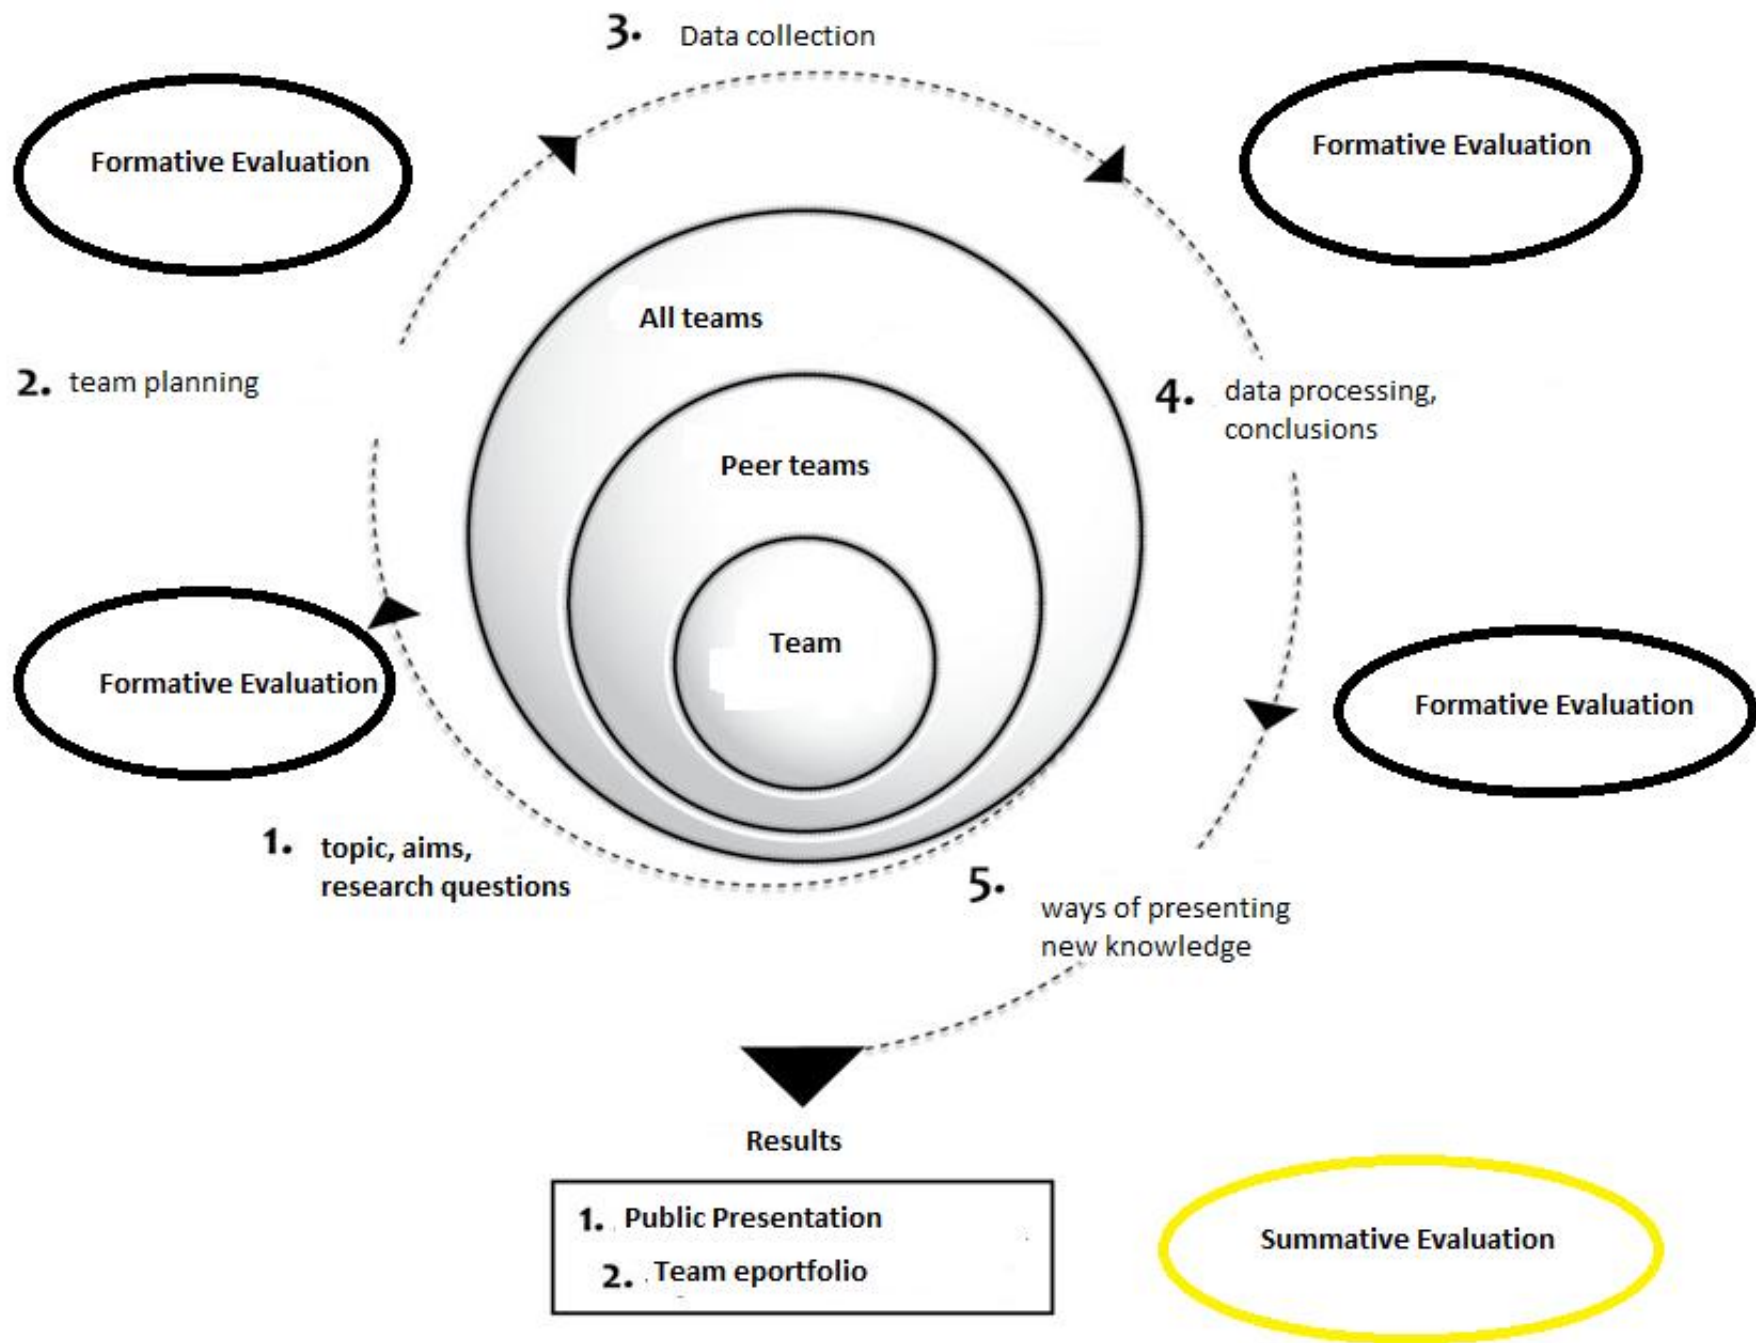 3. Data collection
Formative Evaluation
Formative Evaluation
All teams
2. team planning
4. data processing,
conclusions
Peer teams
Team
Formative Evaluation
Formative Evaluation
1. topic, aims,
research questions
5. ways of presenting
new knowledge
Results
1. Public Presentation
2. Team eportfolio
Summative Evaluation